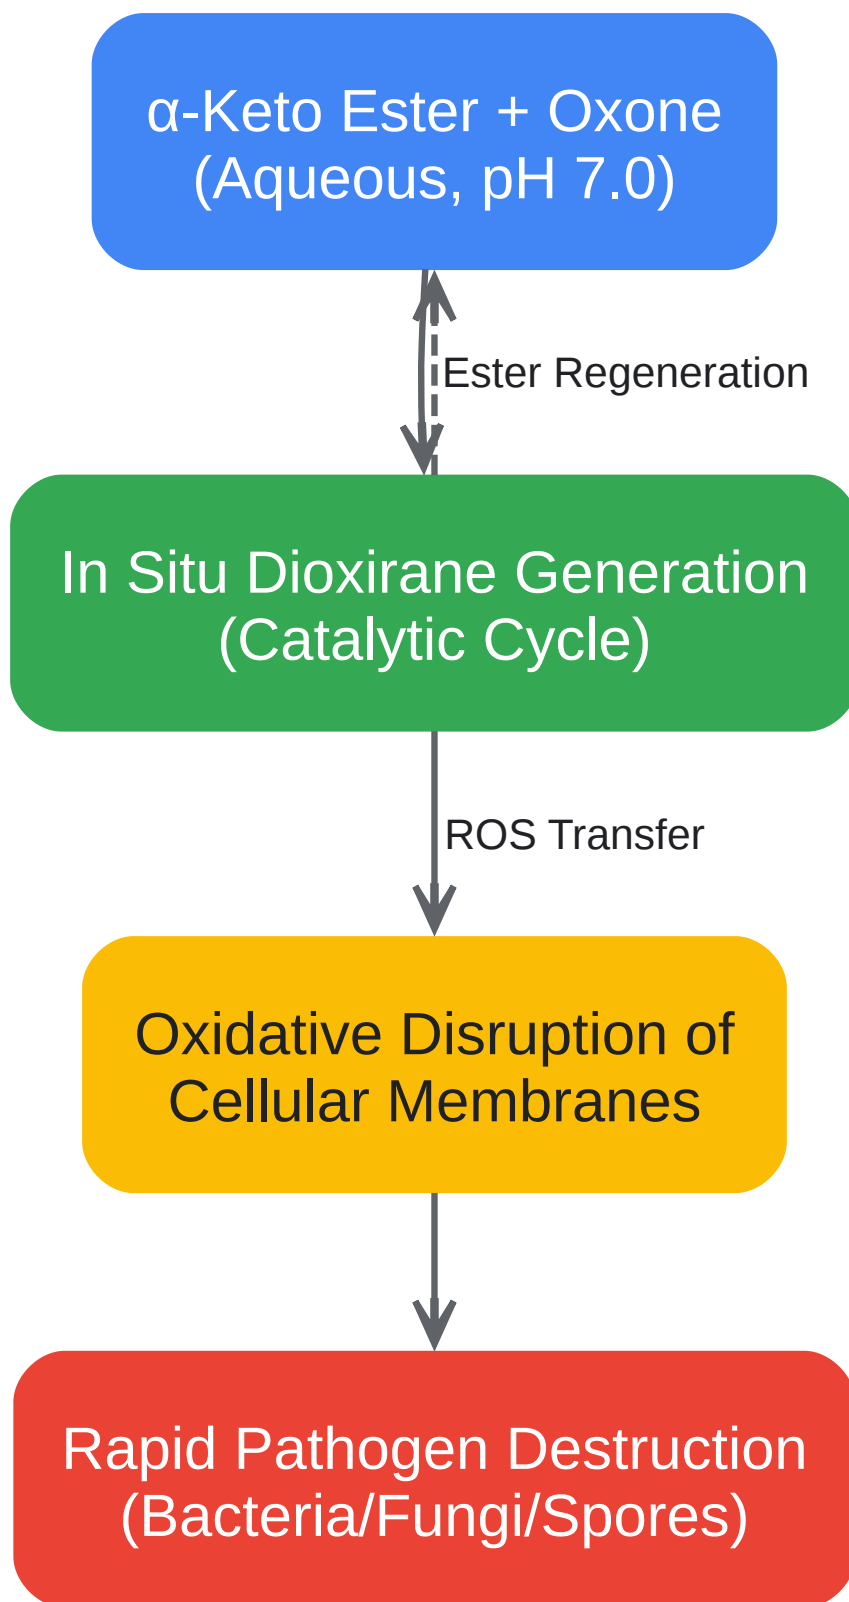 α-Keto Ester + Oxone
(Aqueous, pH 7.0)
Ester Regeneration
In Situ Dioxirane Generation
(Catalytic Cycle)
ROS Transfer
Oxidative Disruption of
Cellular Membranes
Rapid Pathogen Destruction
(Bacteria/Fungi/Spores)